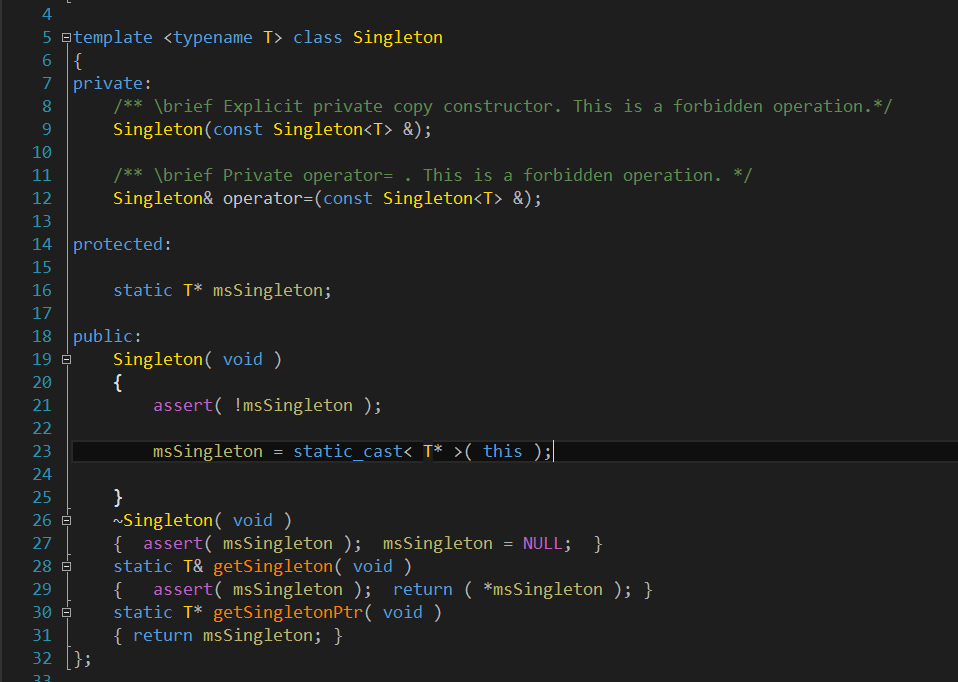 4
5 template <typename T> class Singleton
6 {
7 private:
8     /** \brief Explicit private copy constructor. This is a forbidden operation.*/
9     Singleton(const Singleton<T> &);
10
11     /** \brief Private operator= . This is a forbidden operation. */
12     Singleton& operator=(const Singleton<T> &);
13
14 protected:
15
16     static T* msSingleton;
17
18 public:
19     Singleton( void )
20     {
21         assert( !msSingleton );
22
23         msSingleton = static_cast< T* >( this );
24
25     }
26     ~Singleton( void )
27     {  assert( msSingleton );  msSingleton = NULL;  }
28     static T& getSingleton( void )
29     {   assert( msSingleton );  return ( *msSingleton ); }
30     static T* getSingletonPtr( void )
31     { return msSingleton; }
32 };
33